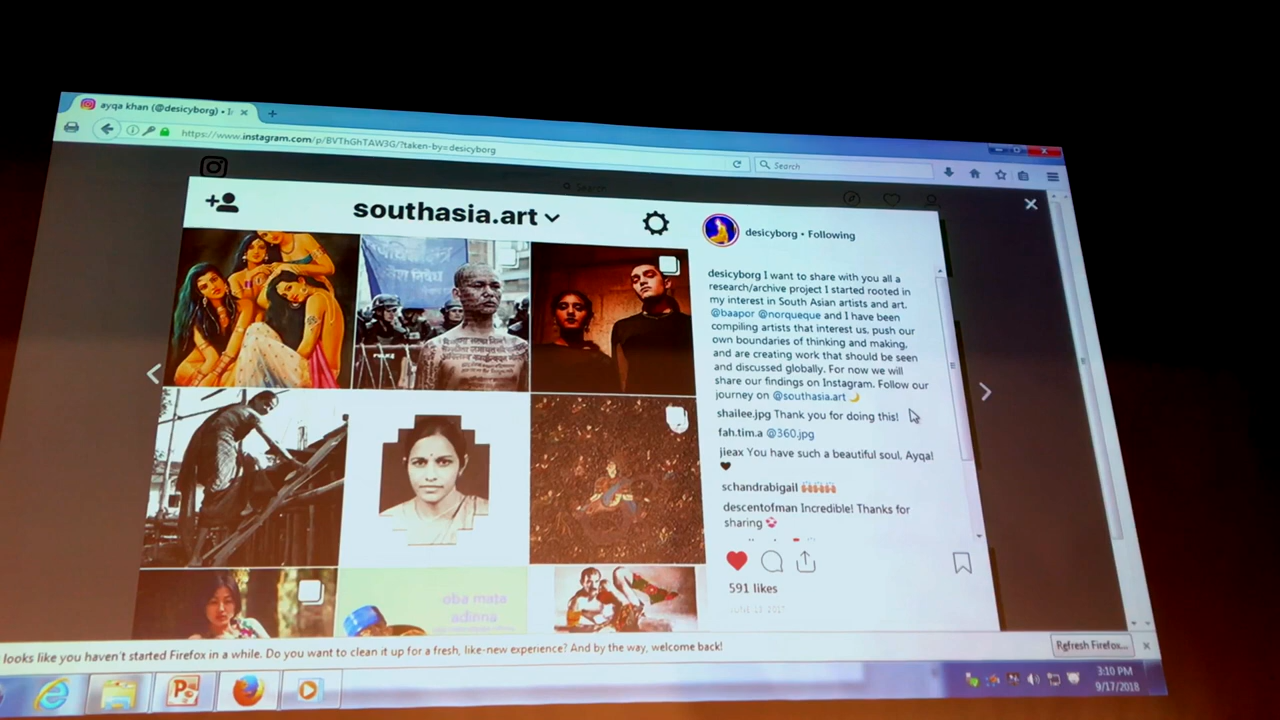 ayqa khan (@desicyborg) •
https://www.instagram.com/p/BVThGhTAW3G/?taken-by=desicyborg
Search
Search
southasia.art
desicyborg • Following
desicyborg I want to share with you all a
research/archive project I started rooted in
my interest in South Asian artists and art.
@baapor @norqueque and I have been
compiling artists that interest us, push our
own boundaries of thinking and making,
and are creating work that should be seen
and discussed globally. For now we will
share our findings on Instagram. Follow our
journey on @southasia.art 🌙
shailee.jpg Thank you for doing this!
fah.tim.a @360.jpg
jieax You have such a beautiful soul, Ayqa!
🖤
schandrabigail
descentofman Incredible! Thanks for
sharing
591 likes
oba mata
adinna
looks like you haven't started Firefox in a while. Do you want to clean it up for a fresh, like-new experience? And by the way, welcome back!
Refresh Firefox...
3:10 PM
9/17/2018